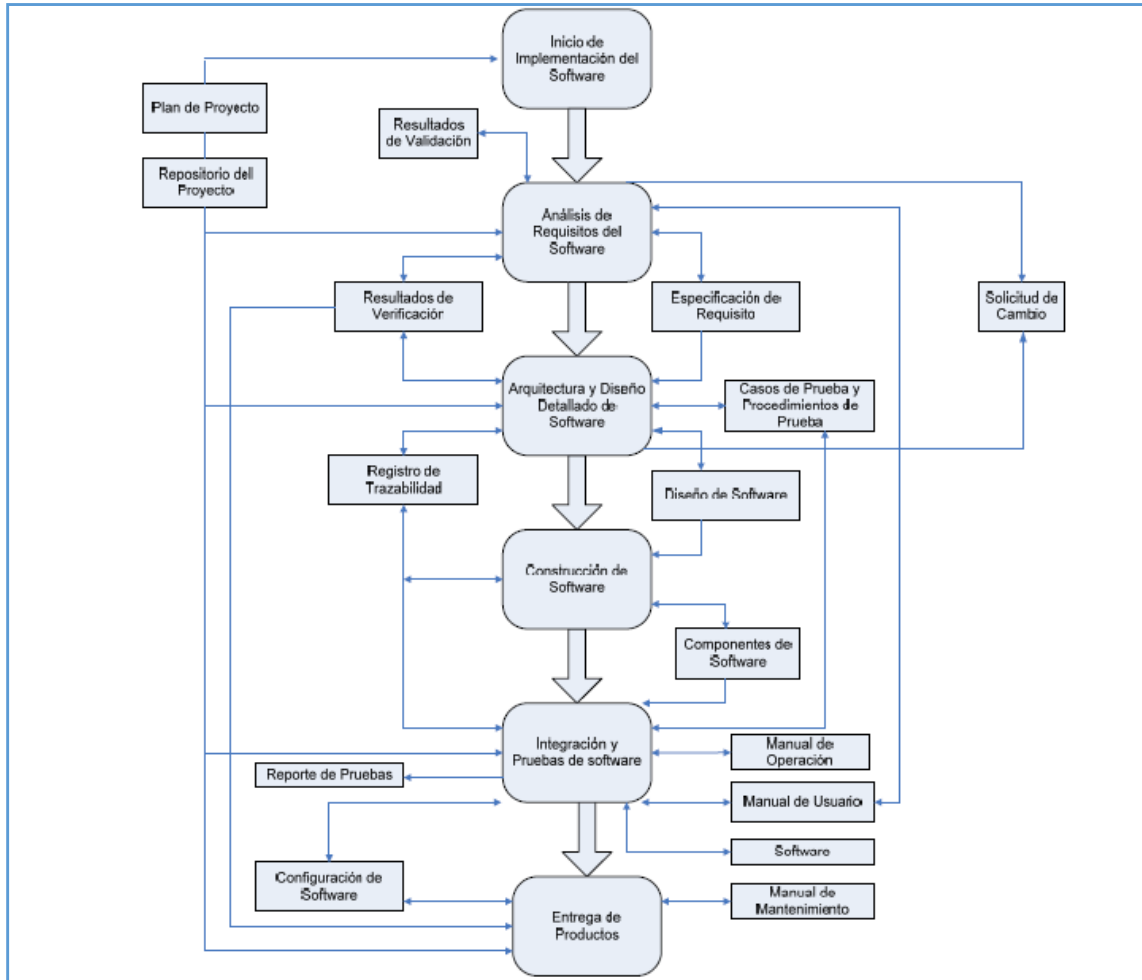 Inicio de
Implementación del
Software
Plan de Proyecto
Resultados
de Validación
Repositorio del
Proyecto
Análisis de
Requisitos del
Software
Resultados de
Verificación
Especificación de
Requisito
Solicitud de
Cambio
Arquitectura y Diseño
Detallado de
Software
Casos de Prueba y
Procedimientos de
Prueba
Registro de
Trazabilidad
Diseño de Software
Construcción de
Software
Componentes de
Software
Integración y
Pruebas de software
Manual de
Operación
Reporte de Pruebas
Manual de Usuario
Software
Configuración de
Software
Manual de
Mantenimiento
Entrega de
Productos